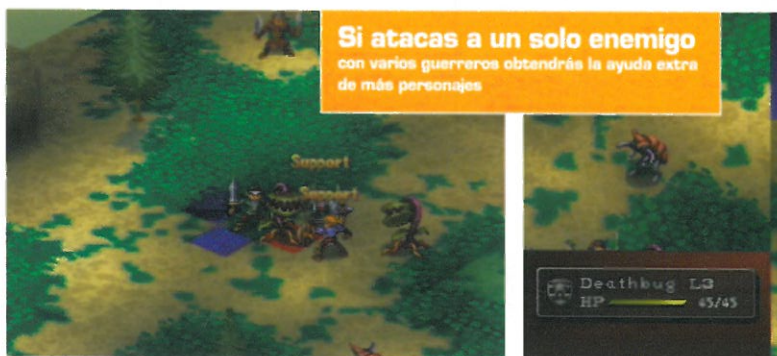 Si atacas a un solo enemigo
con varios guerreros obtendrás la ayuda extra
de más personajes
Support
Support
Deathbug L3
HP 45/45